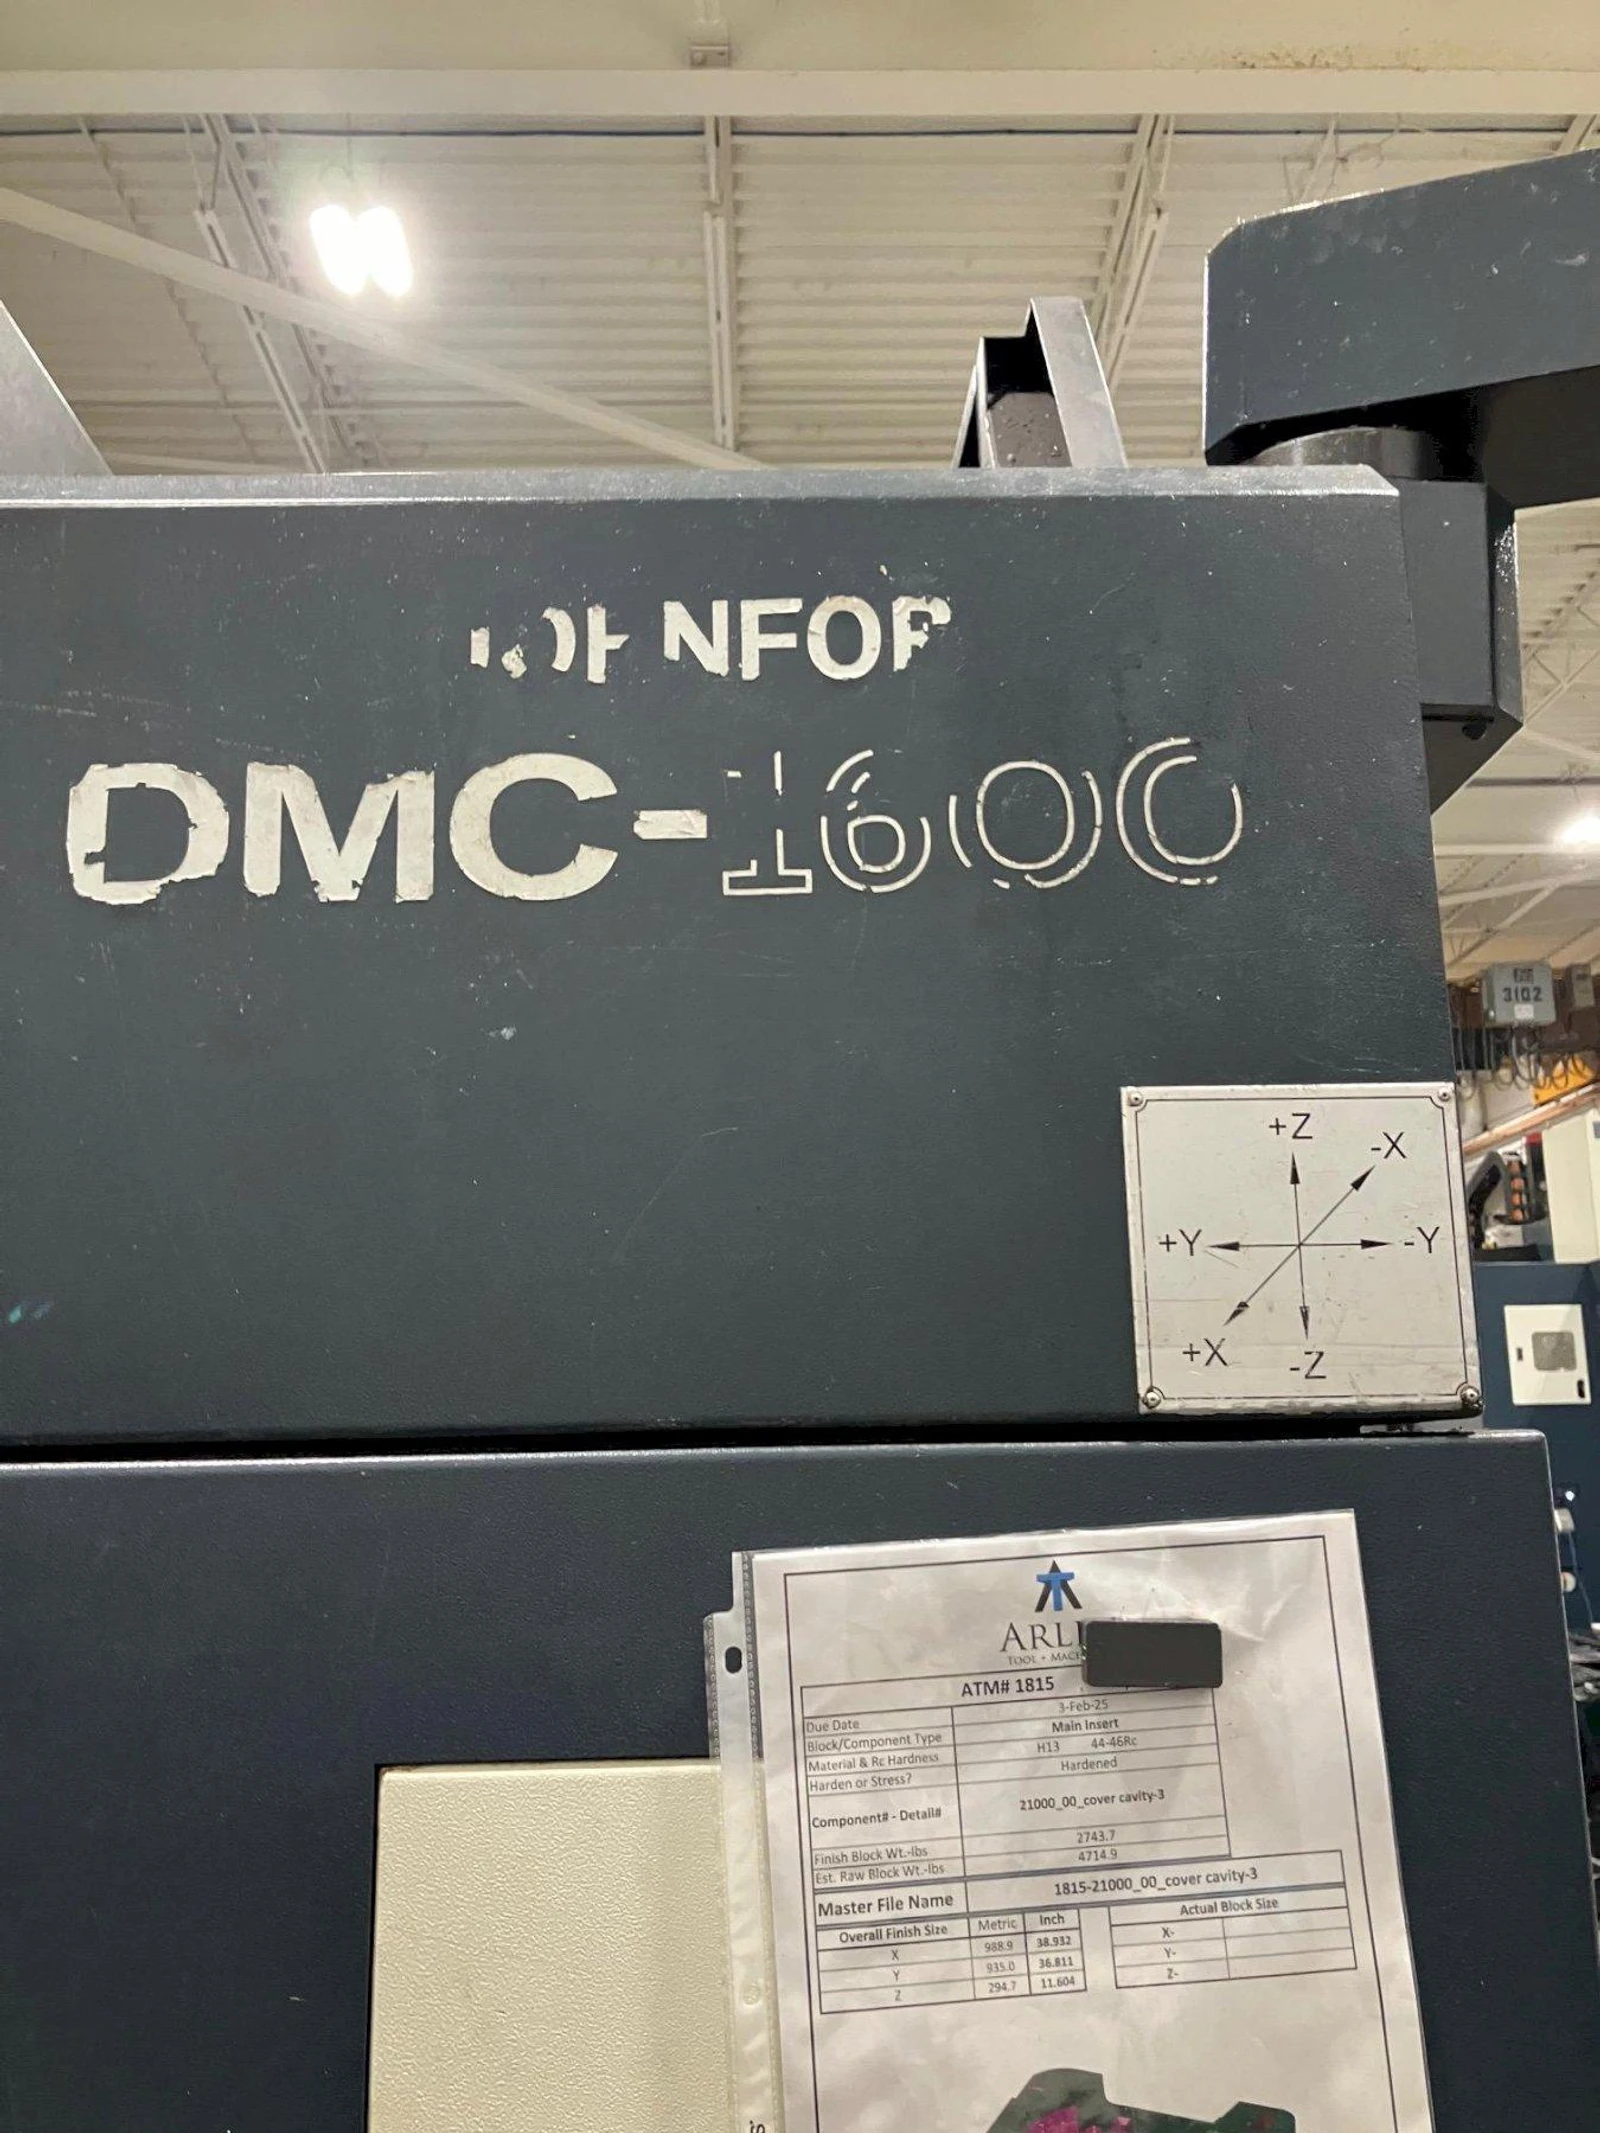 NFOR
DMC-1600
3102
+Z
-X
+Y
-Y
+X
-Z
ATM# 1815
Due Date 3-Feb-25
Block/Component Type Main Insert
Material & Rc Hardness H13 44-46Rc
Harden or Stress? Hardened
Component# - Detail# 21000_00_cover cavity-3
Finish Block Wt.-lbs 2743.7
Est. Raw Block Wt.-lbs 4714.9
Master File Name 1815-21000_00_cover cavity-3
Overall Finish Size Metric Inch Actual Block Size
X 988.9 38.932 X-
Y 935.0 36.811 Y-
Z 294.7 11.604 Z-